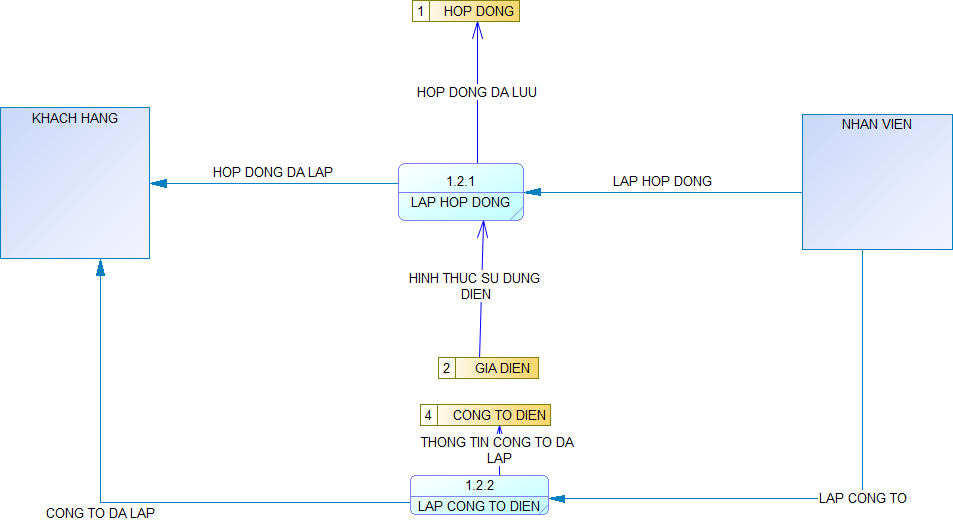 1 HOP DONG
HOP DONG DA LUU
KHACH HANG
NHAN VIEN
HOP DONG DA LAP
1.2.1
LAP HOP DONG
LAP HOP DONG
HINH THUC SU DUNG
DIEN
2 GIA DIEN
4 CONG TO DIEN
THONG TIN CONG TO DA
LAP
1.2.2
LAP CONG TO DIEN
LAP CONG TO
CONG TO DA LAP